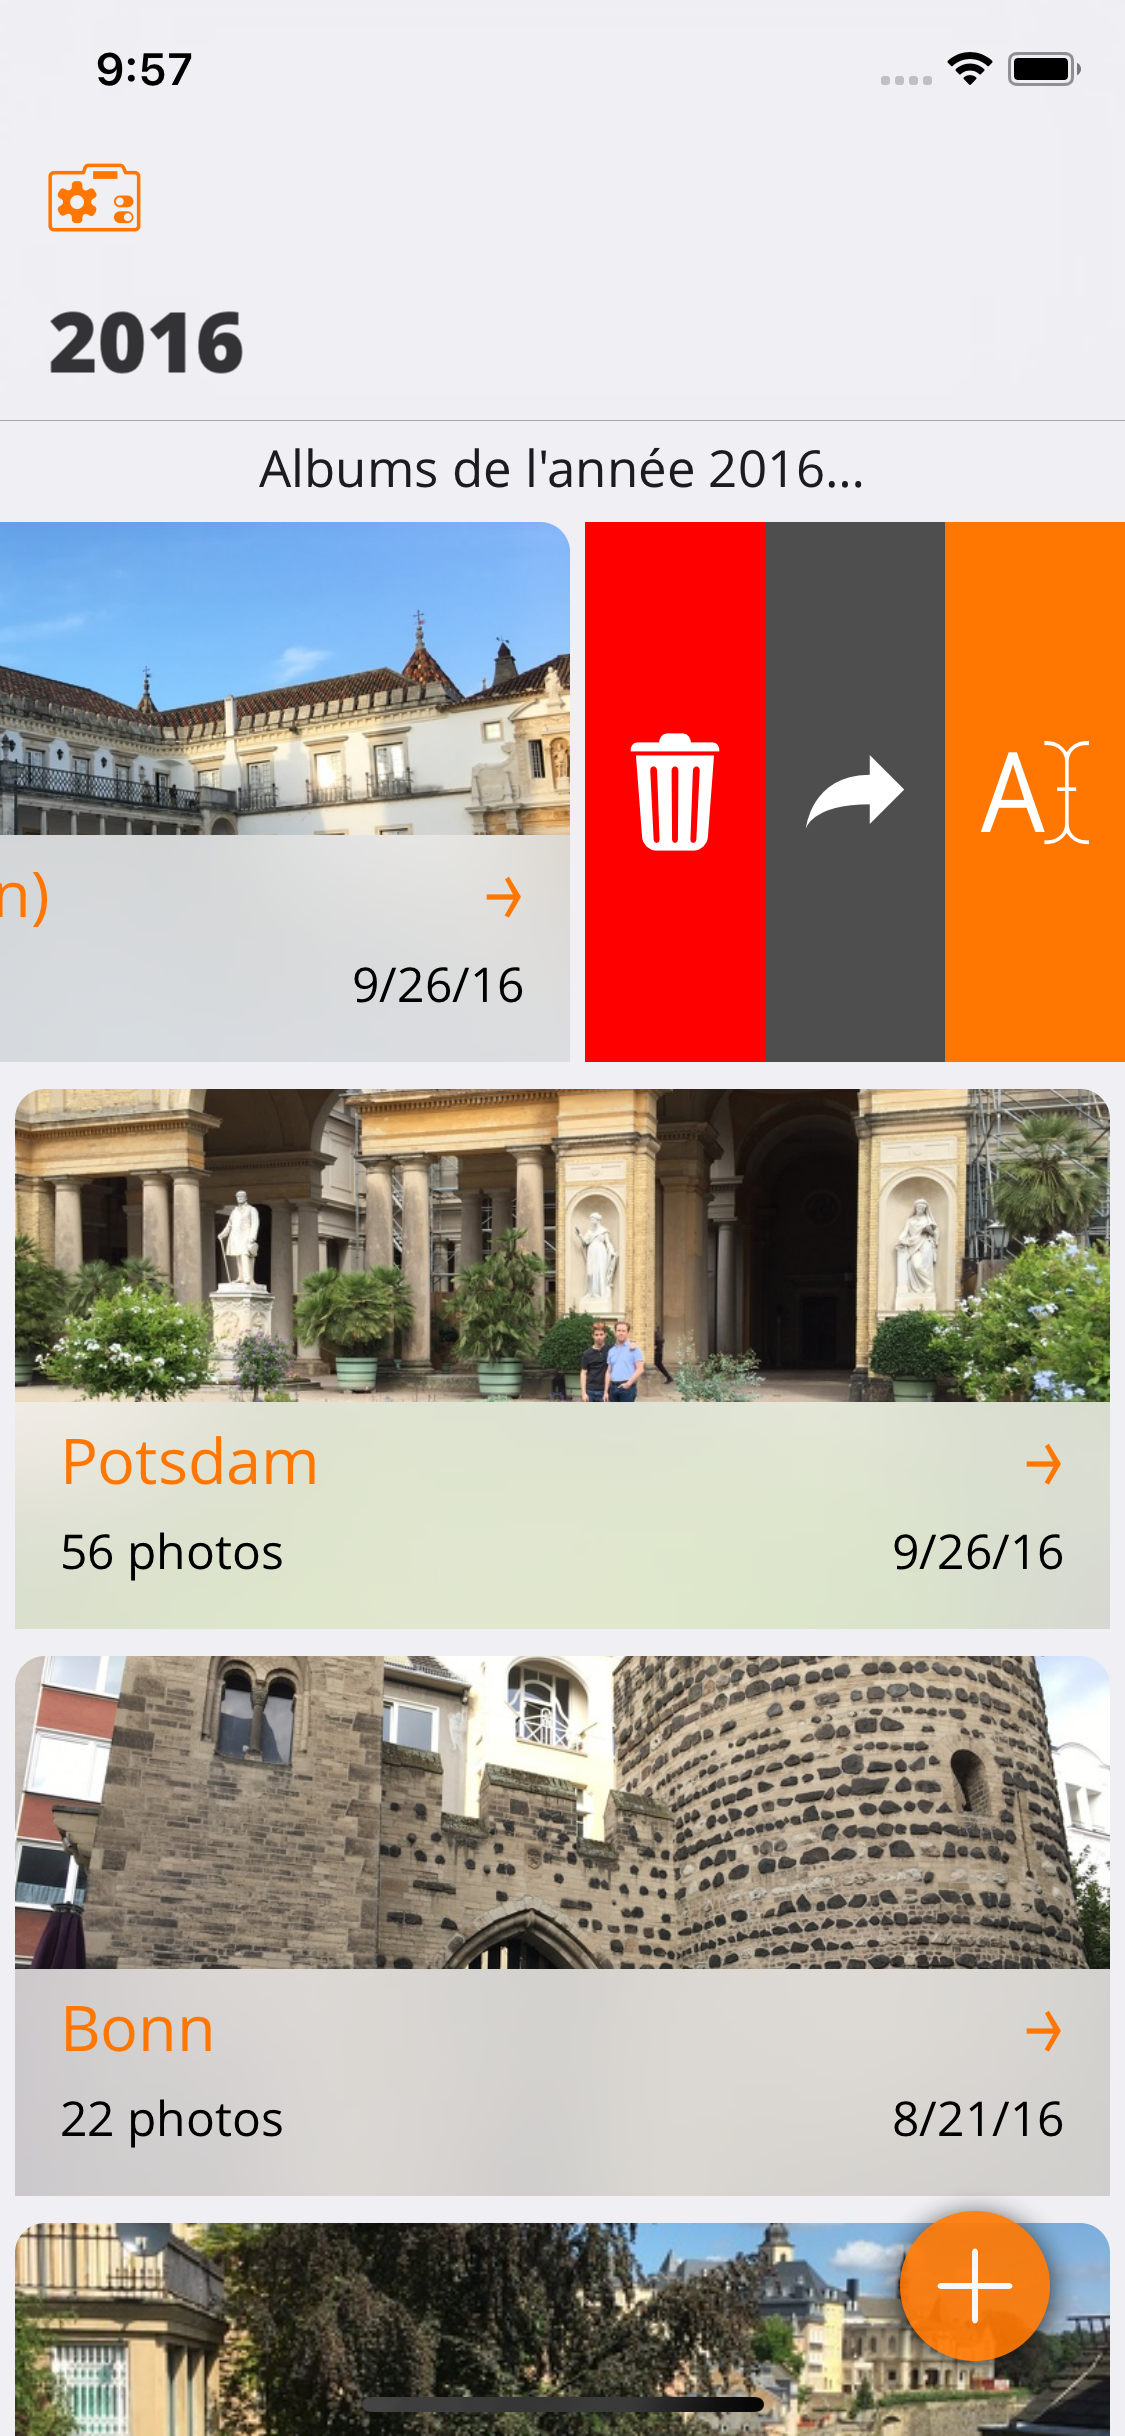 9:57
2016
Albums de l'année 2016...
n)
9/26/16
A
Potsdam
56 photos
9/26/16
Bonn
22 photos
8/21/16